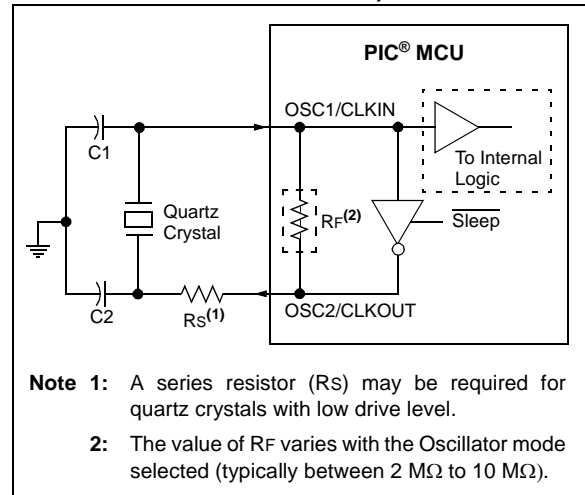 PIC® MCU
OSC1/CLKIN
C1
To Internal
Logic
Quartz
Crystal
RF(2)
Sleep
C2
RS(1)
OSC2/CLKOUT
Note 1: A series resistor (RS) may be required for
quartz crystals with low drive level.
2: The value of RF varies with the Oscillator mode
selected (typically between 2 MΩ to 10 MΩ).